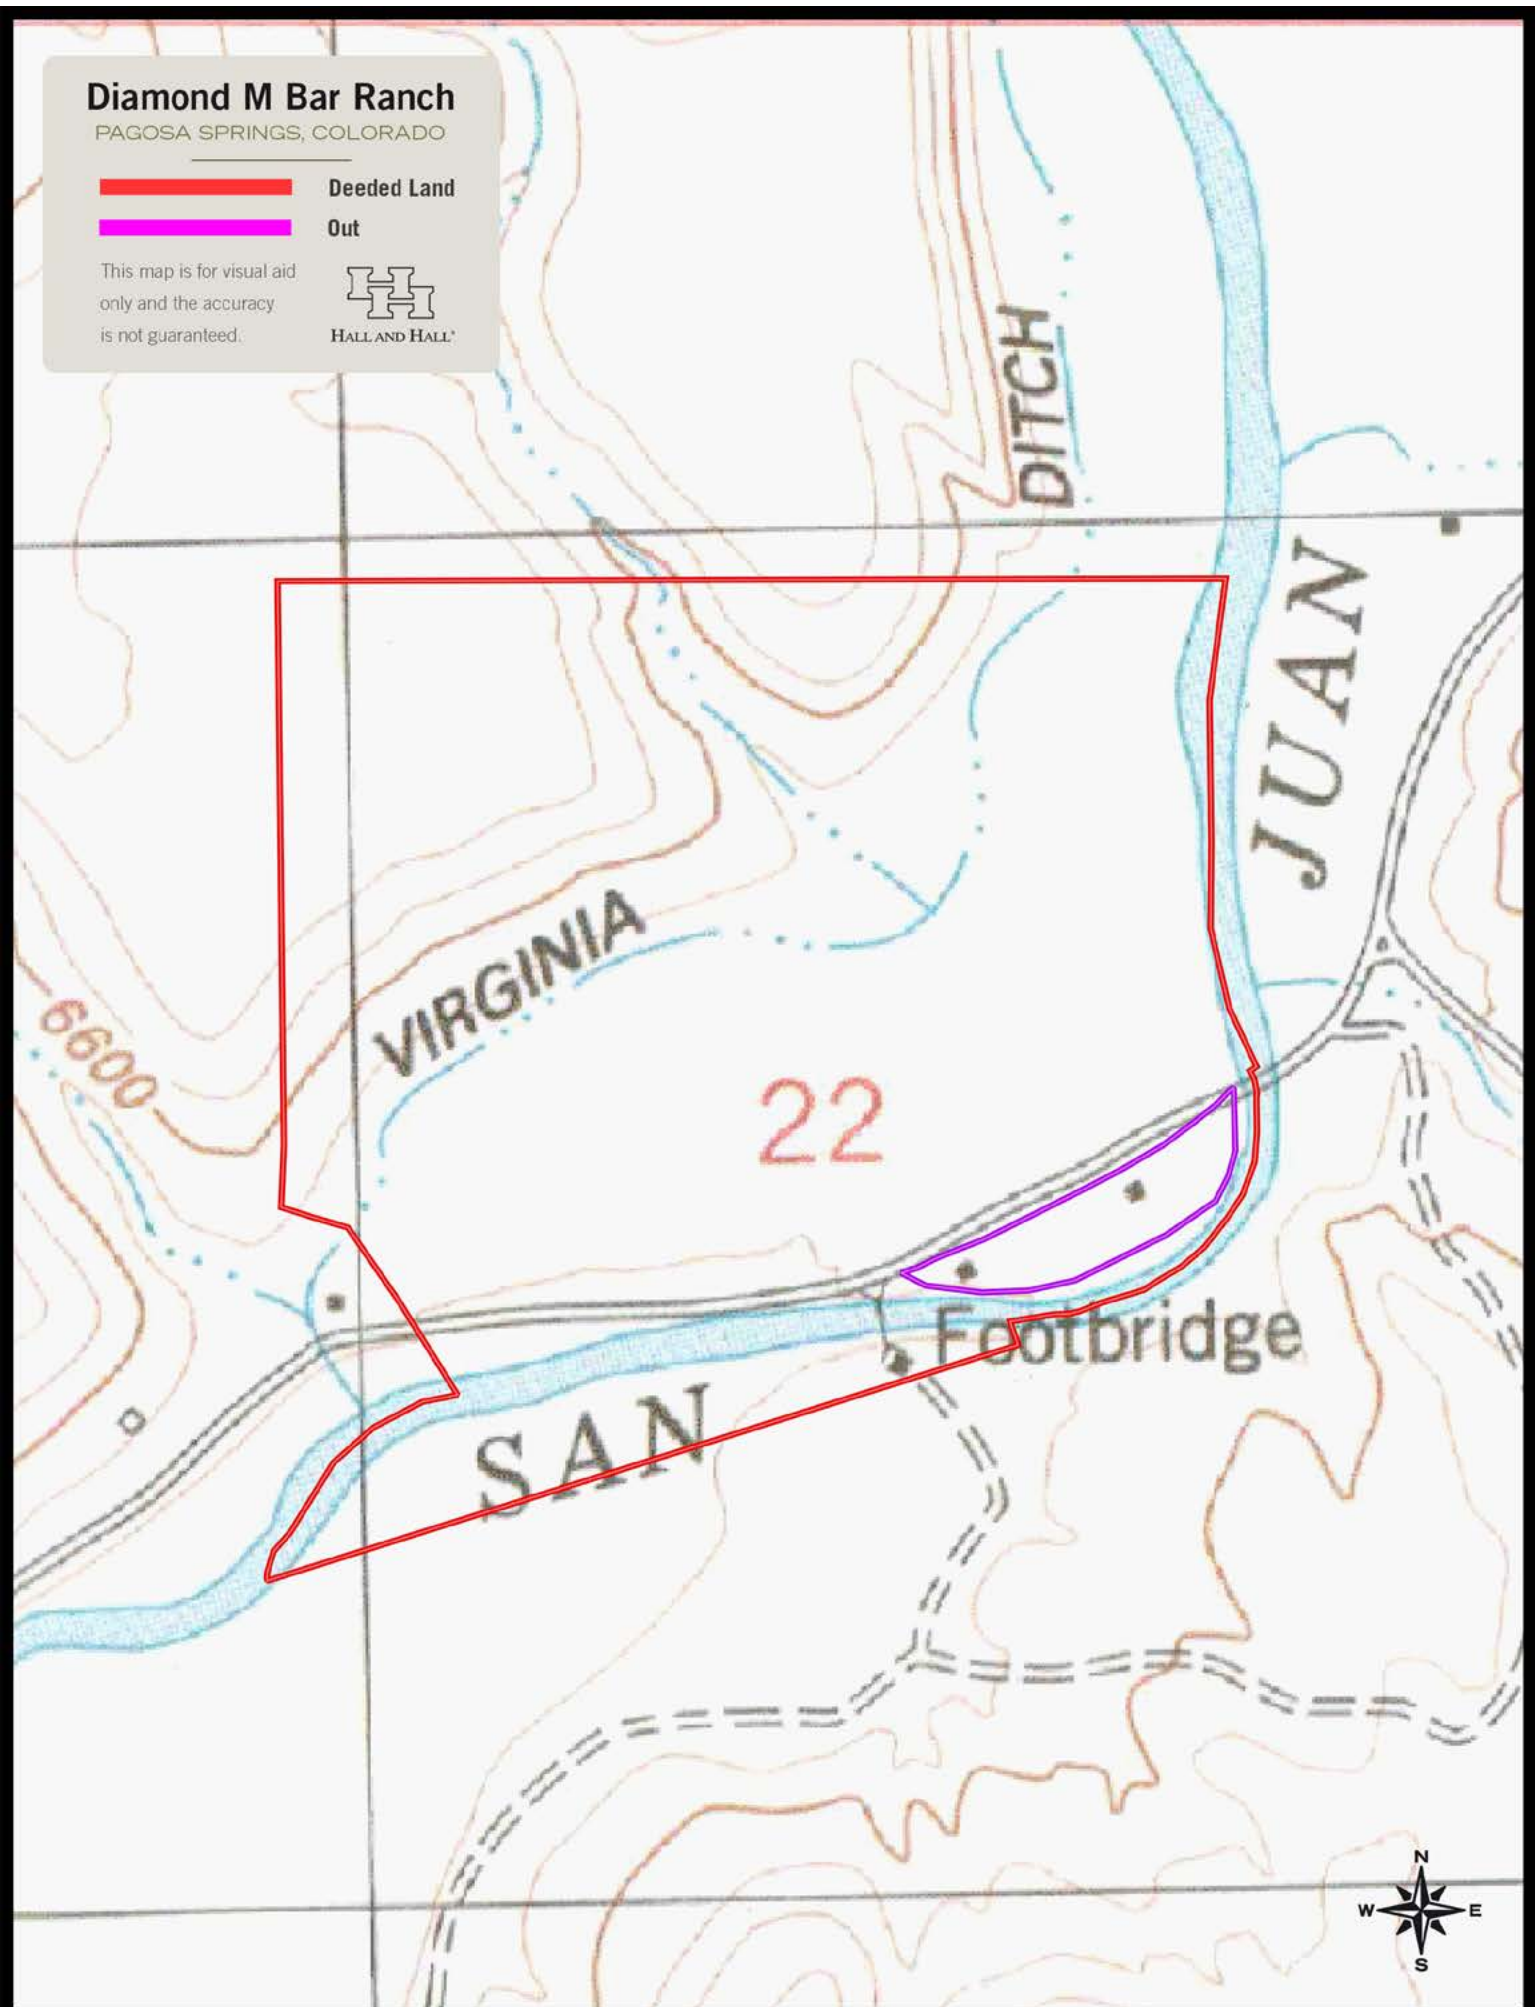 Diamond M Bar Ranch
PAGOSA SPRINGS, COLORADO
Deeded Land
Out
This map is for visual aid
only and the accuracy
is not guaranteed.
HALL AND HALL®
DITCH
JUAN
VIRGINIA
6600
22
Footbridge
SAN
N
W E
S